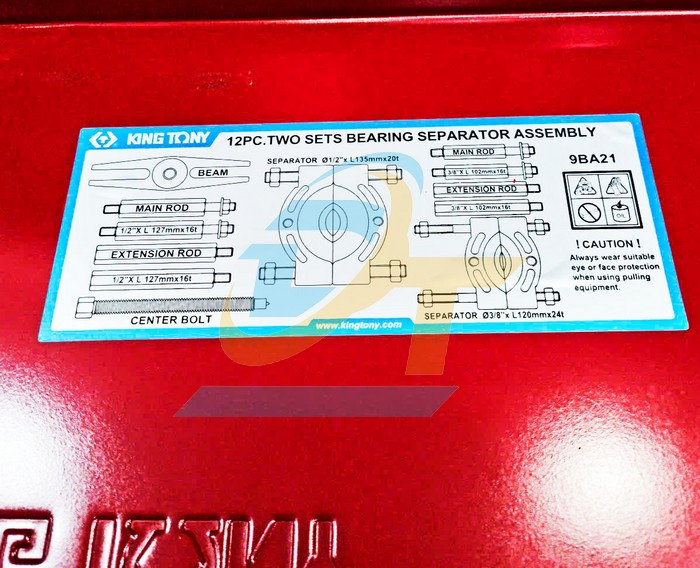 KING TONY
12PC.TWO SETS BEARING SEPARATOR ASSEMBLY
9BA21
BEAM
MAIN ROD
1/2"x L 127mmx16t
EXTENSION ROD
1/2"x L 127mmx16t
CENTER BOLT
SEPARATOR Ø1/2"x L135mmx20t
MAIN ROD
3/8"X L 102mmx16t
EXTENSION ROD
3/8"X L 102mmx16t
SEPARATOR Ø3/8"x L120mmx24t
! CAUTION !
Always wear suitable
eye or face protection
when using pulling
equipment.
www.kingtony.com